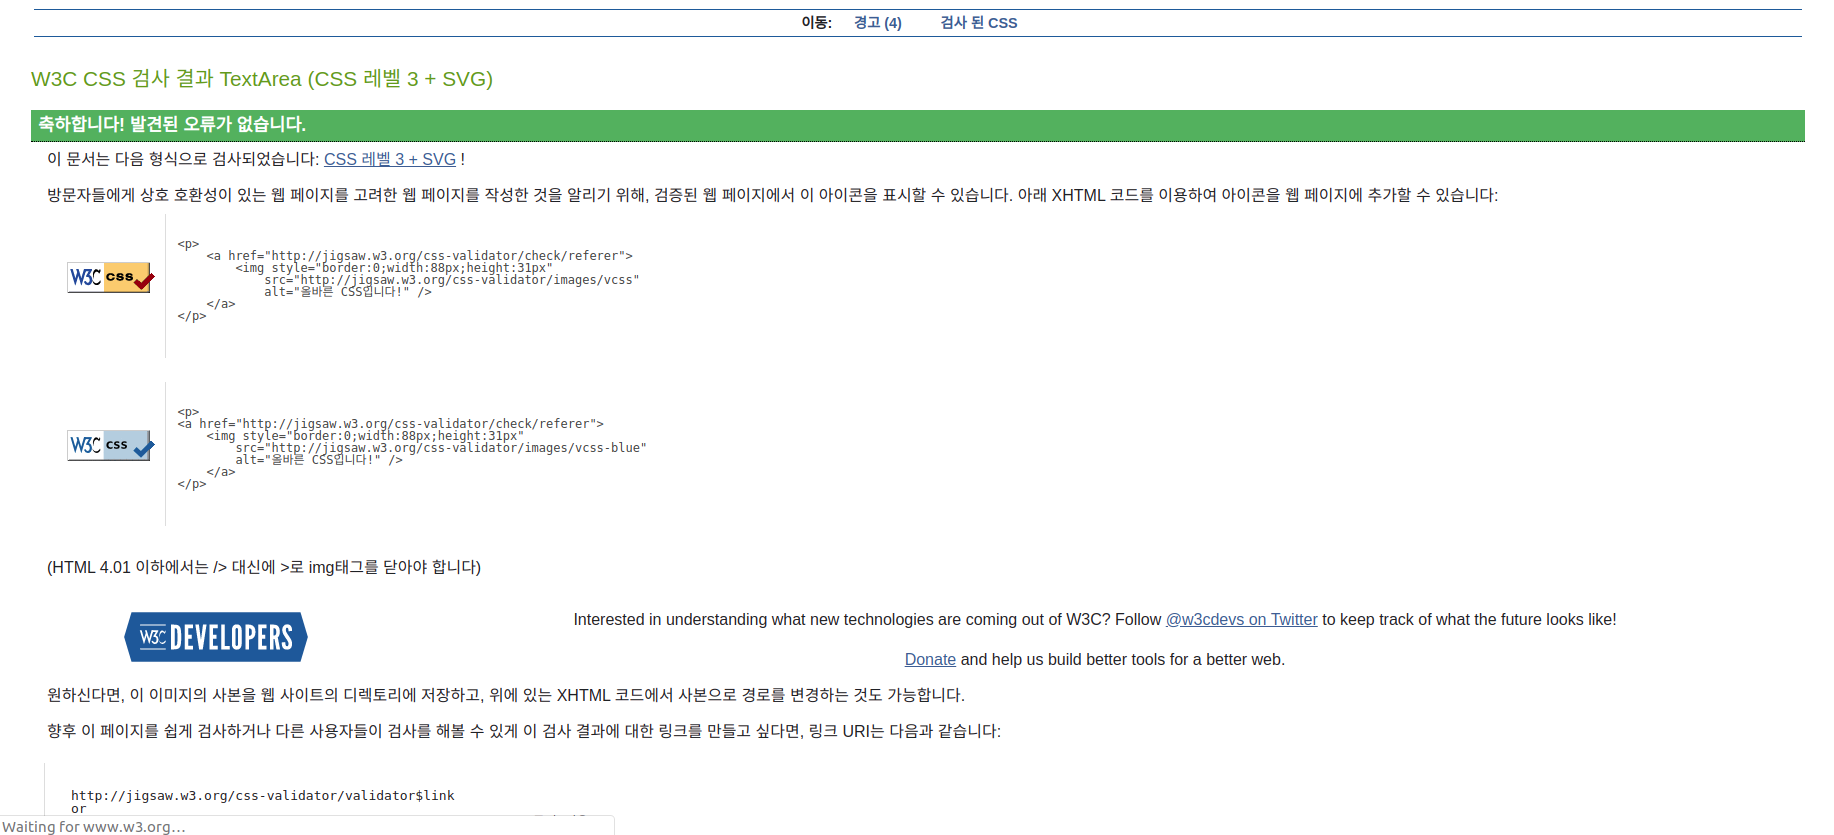 이동: 경고 (4) 검사 된 CSS
W3C CSS 검사 결과 TextArea (CSS 레벨 3 + SVG)
축하합니다! 발견된 오류가 없습니다.
이 문서는 다음 형식으로 검사되었습니다: CSS 레벨 3 + SVG !
방문자들에게 상호 호환성이 있는 웹 페이지를 고려한 웹 페이지를 작성한 것을 알리기 위해, 검증된 웹 페이지에서 이 아이콘을 표시할 수 있습니다. 아래 XHTML 코드를 이용하여 아이콘을 웹 페이지에 추가할 수 있습니다:
W3C css
<p>
<a href="http://jigsaw.w3.org/css-validator/check/referer">
<img style="border:0;width:88px;height:31px"
src="http://jigsaw.w3.org/css-validator/images/vcss"
alt="올바른 CSS입니다!" />
</a>
</p>
W3C css
<p>
<a href="http://jigsaw.w3.org/css-validator/check/referer">
<img style="border:0;width:88px;height:31px"
src="http://jigsaw.w3.org/css-validator/images/vcss-blue"
alt="올바른 CSS입니다!" />
</a>
</p>
(HTML 4.01 이하에서는 /> 대신에 >로 img태그를 닫아야 합니다)
W3C DEVELOPERS
Interested in understanding what new technologies are coming out of W3C? Follow @w3cdevs on Twitter to keep track of what the future looks like!
Donate and help us build better tools for a better web.
원하신다면, 이 이미지의 사본을 웹 사이트의 디렉토리에 저장하고, 위에 있는 XHTML 코드에서 사본으로 경로를 변경하는 것도 가능합니다.
향후 이 페이지를 쉽게 검사하거나 다른 사용자들이 검사를 해볼 수 있게 이 검사 결과에 대한 링크를 만들고 싶다면, 링크 URI는 다음과 같습니다:
http://jigsaw.w3.org/css-validator/validator$link
or
Waiting for www.w3.org…